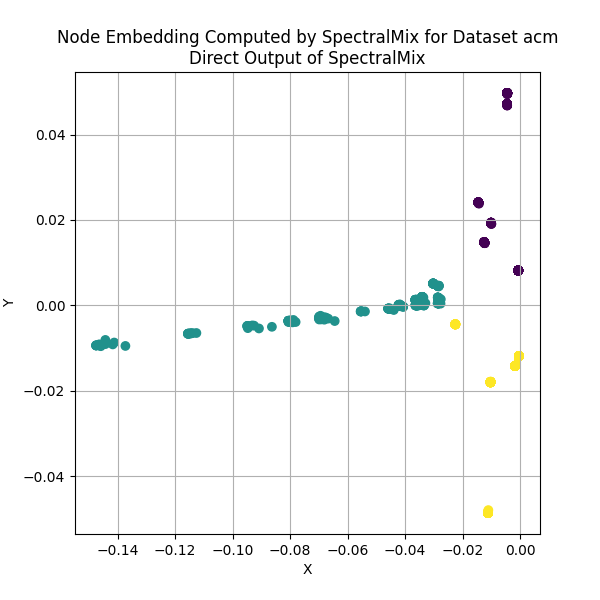 Node Embedding Computed by SpectralMix for Dataset acm
Direct Output of SpectralMix
Y
0.04
0.02
0.00
−0.02
−0.04
−0.14 −0.12 −0.10 −0.08 −0.06 −0.04 −0.02 0.00
X